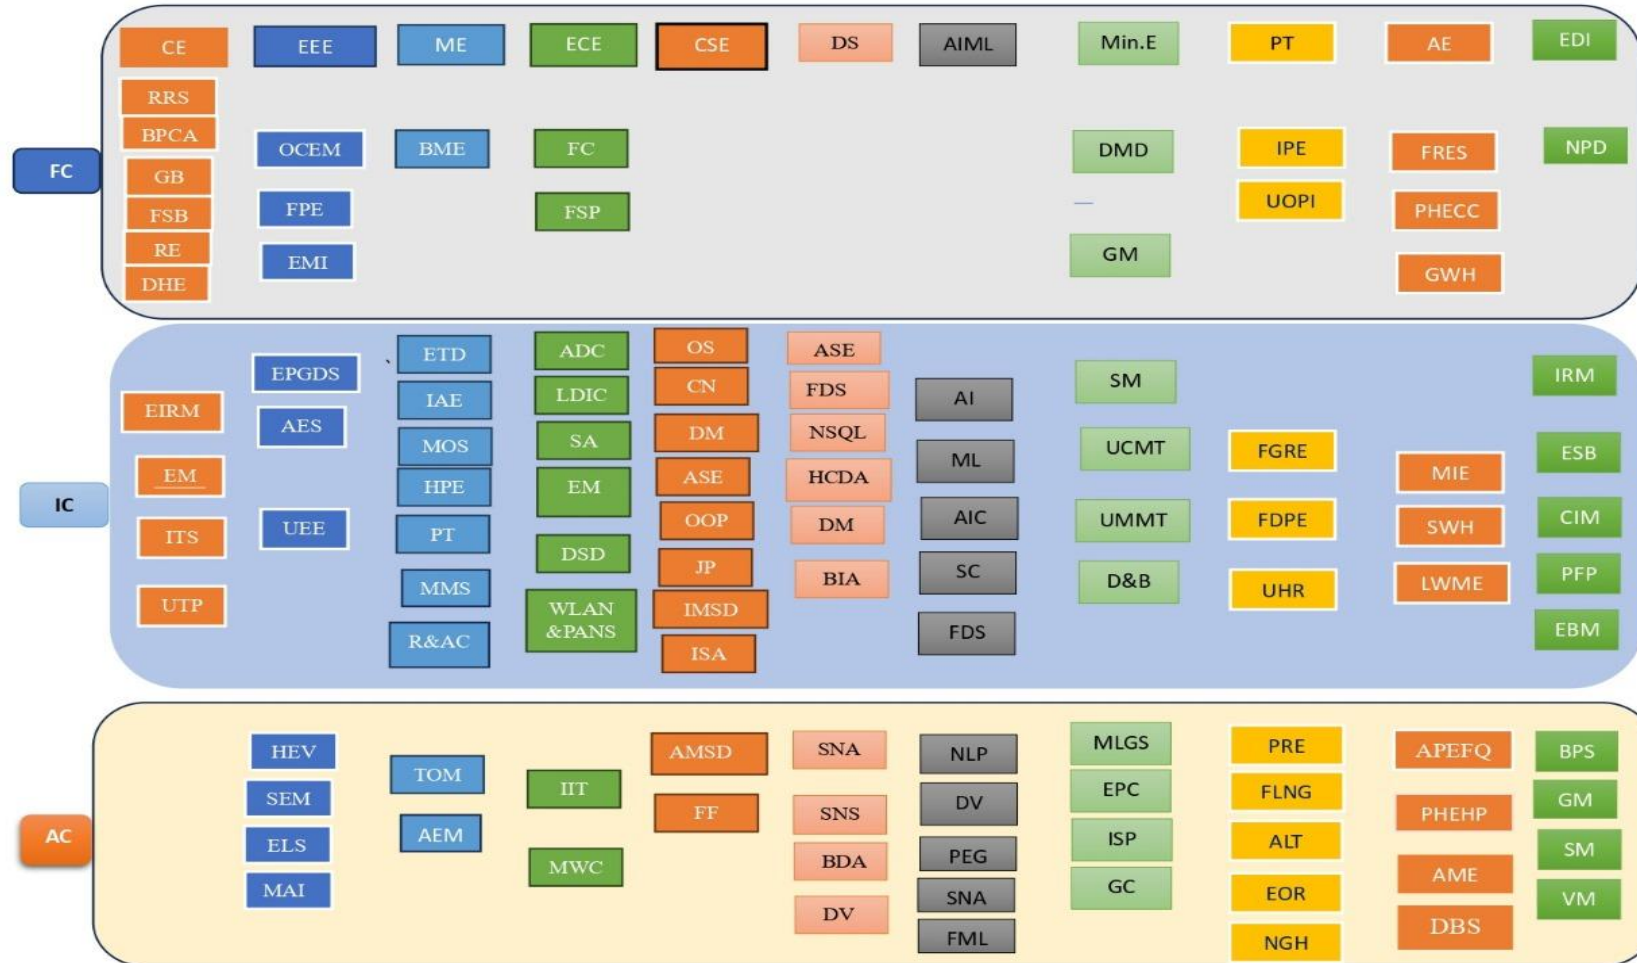 CE
EEE
ME
ECE
CSE
DS
AIML
Min.E
PT
AE
EDI
FC
RRS
BPCA
GB
FSB
RE
DHE
OCEM
FPE
EMI
BME
FC
FSP
DMD
—
GM
IPE
UOPI
FRES
PHECC
GWH
NPD
IC
EIRM
EM
ITS
UTP
EPGDS
AES
UEE
`
ETD
IAE
MOS
HPE
PT
MMS
R&AC
ADC
LDIC
SA
EM
DSD
WLAN
&PANS
OS
CN
DM
ASE
OOP
JP
IMSD
ISA
ASE
FDS
NSQL
HCDA
DM
BIA
AI
ML
AIC
SC
FDS
SM
UCMT
UMMT
D&B
FGRE
FDPE
UHR
MIE
SWH
LWME
IRM
ESB
CIM
PFP
EBM
AC
HEV
SEM
ELS
MAI
TOM
AEM
IIT
MWC
AMSD
FF
SNA
SNS
BDA
DV
NLP
DV
PEG
SNA
FML
MLGS
EPC
ISP
GC
PRE
FLNG
ALT
EOR
NGH
APEFQ
PHEHP
AME
DBS
BPS
GM
SM
VM